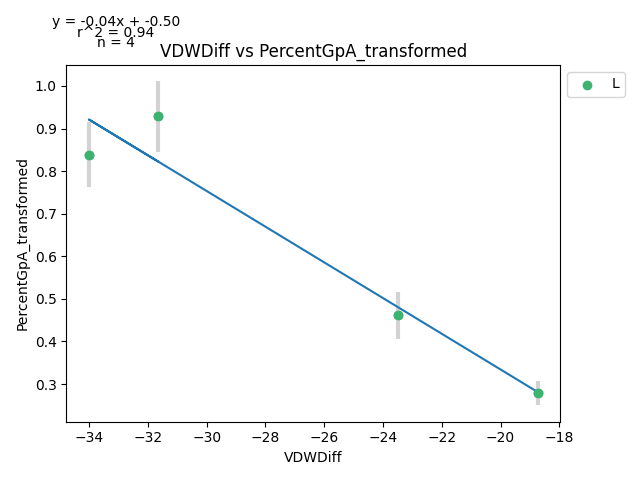 y = -0.04x + -0.50
r^2 = 0.94
n = 4
VDWDiff vs PercentGpA_transformed
L
PercentGpA_transformed
1.0
0.9
0.8
0.7
0.6
0.5
0.4
0.3
−34
−32
−30
−28
−26
−24
−22
−20
−18
VDWDiff